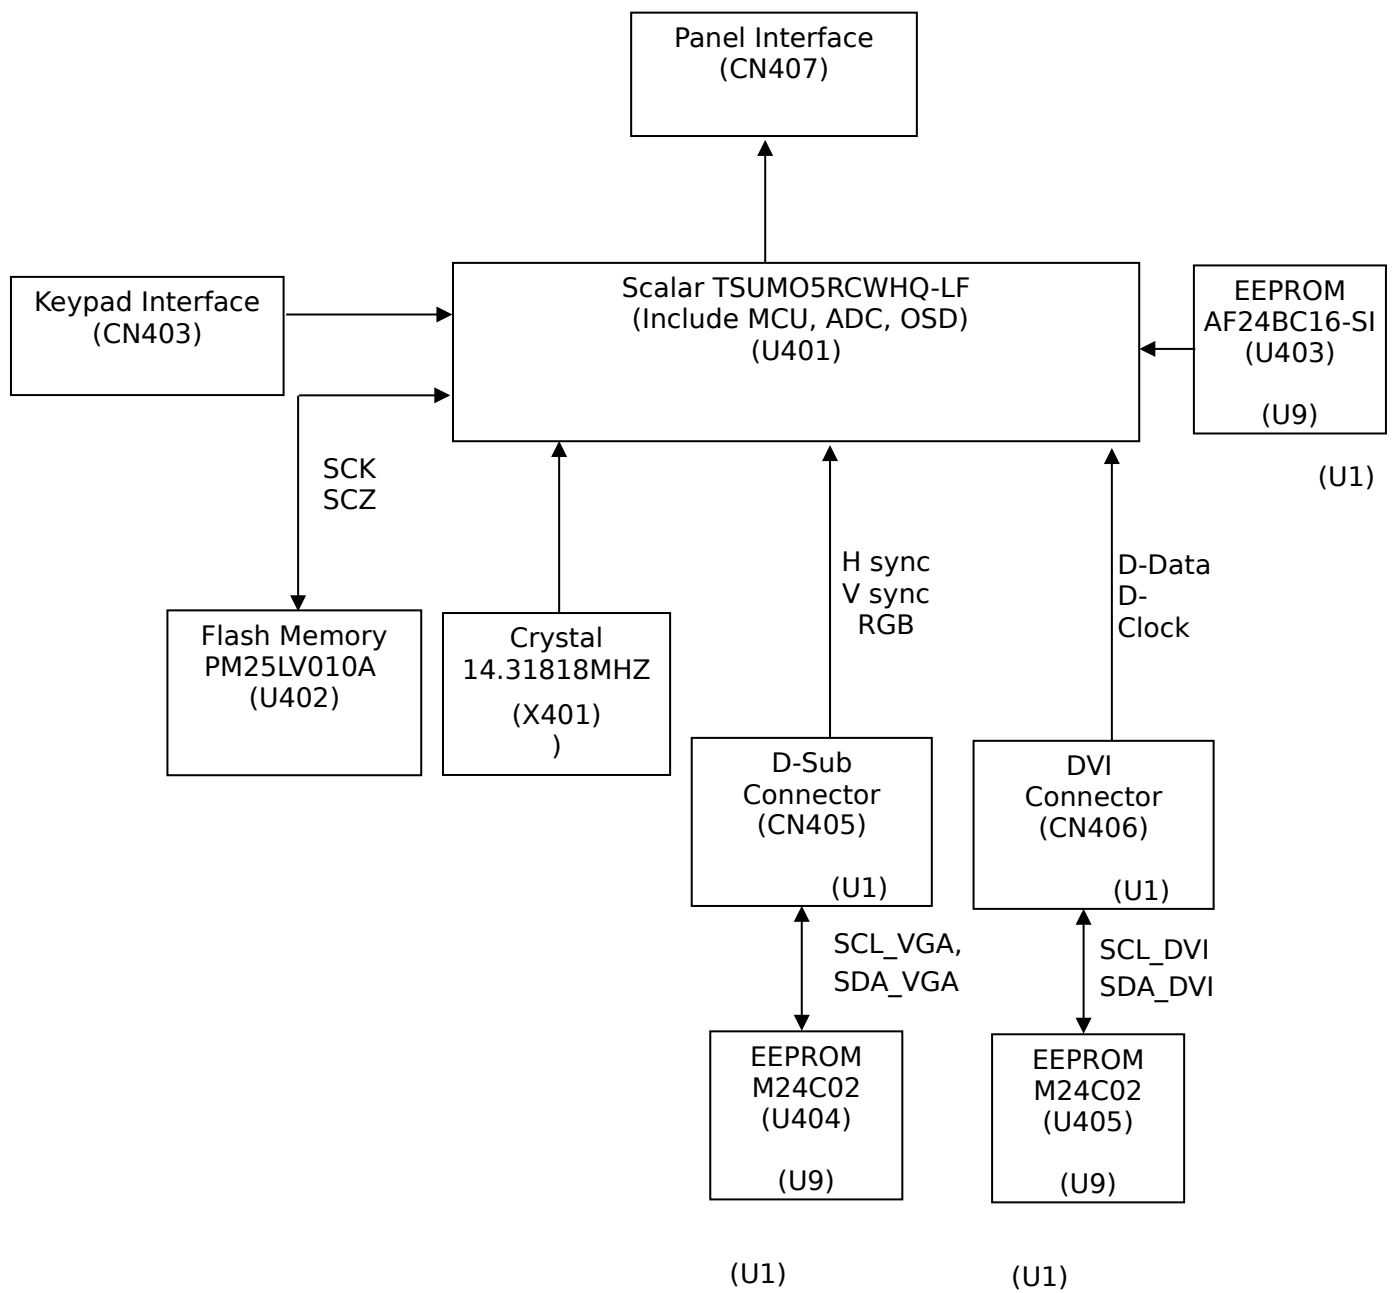 Panel Interface
(CN407)
Keypad Interface
(CN403)
Scalar TSUMO5RCWHQ-LF
(Include MCU, ADC, OSD)
(U401)
EEPROM
AF24BC16-SI
(U403)
(U9)
(U1)
SCK
SCZ
H sync
V sync
RGB
D-Data
D-
Clock
Flash Memory
PM25LV010A
(U402)
Crystal
14.31818MHZ
(X401)
)
D-Sub
Connector
(CN405)
(U1)
DVI
Connector
(CN406)
(U1)
SCL_VGA,
SDA_VGA
SCL_DVI
SDA_DVI
EEPROM
M24C02
(U404)
(U9)
(U1)
EEPROM
M24C02
(U405)
(U9)
(U1)